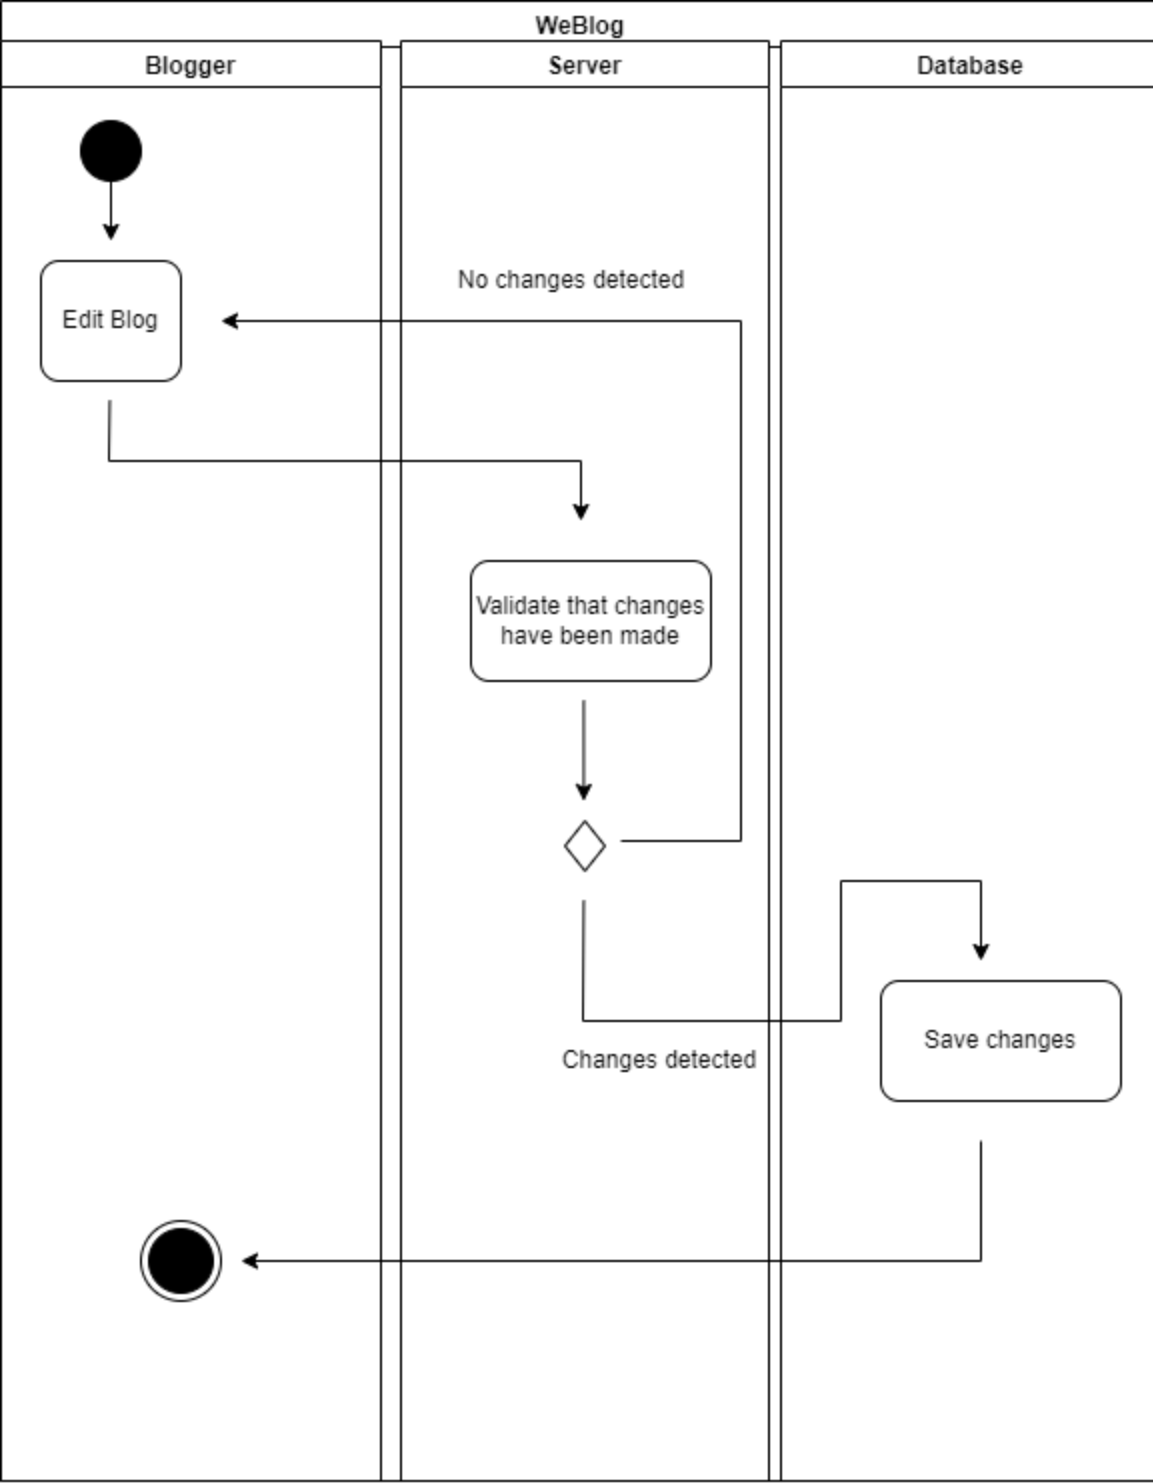 WeBlog
Blogger
Server
Database
No changes detected
Edit Blog
Validate that changes
have been made
Save changes
Changes detected